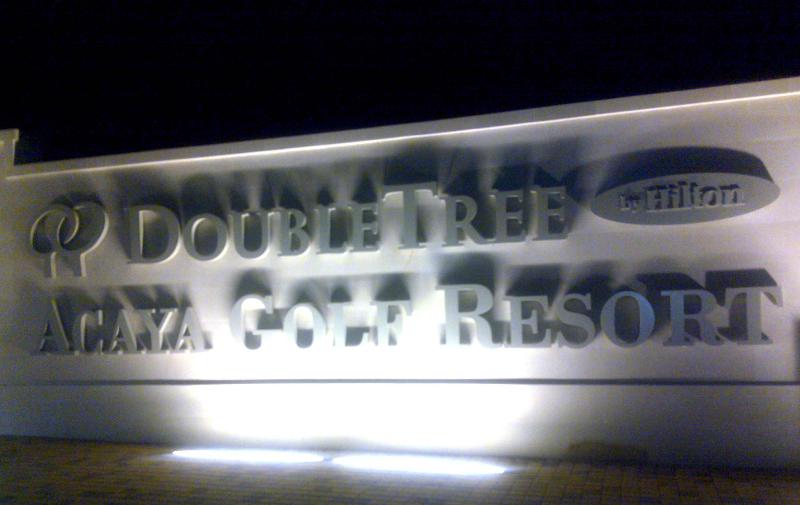 DOUBLETREE by Hilton
ACAYA GOLF RESORT